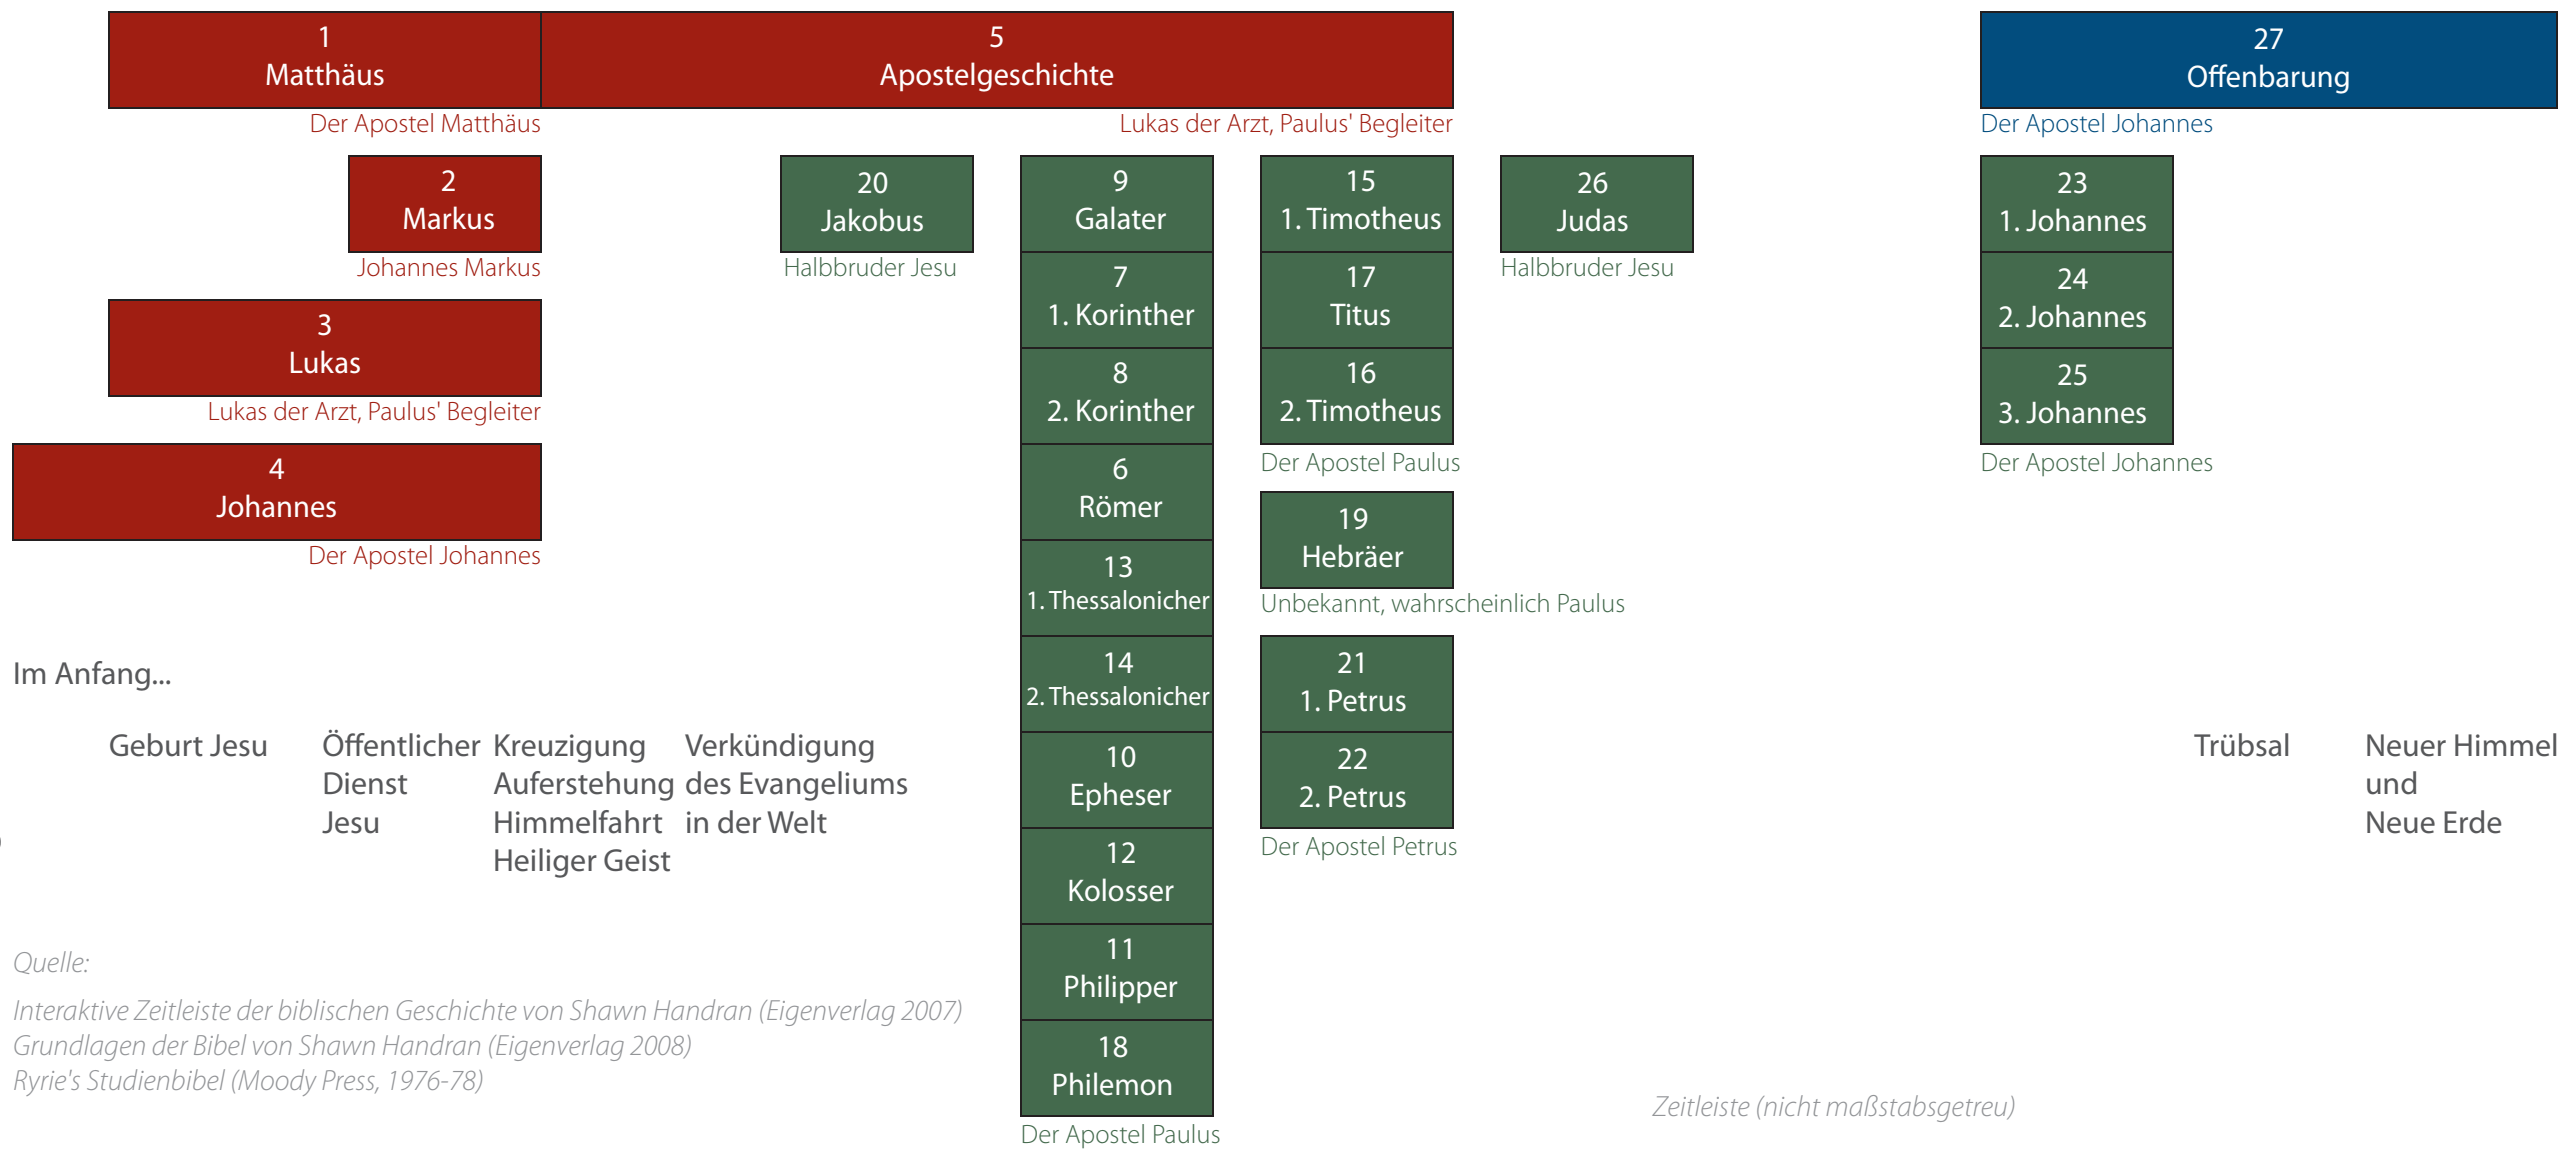 1
Matthäus
5
Apostelgeschichte
27
Offenbarung
Der Apostel Matthäus
Lukas der Arzt, Paulus' Begleiter
Der Apostel Johannes
2
Markus
Johannes Markus
3
Lukas
Lukas der Arzt, Paulus' Begleiter
4
Johannes
Der Apostel Johannes
20
Jakobus
Halbbruder Jesu
9
Galater
7
1. Korinther
8
2. Korinther
6
Römer
13
1. Thessalonicher
14
2. Thessalonicher
10
Epheser
12
Kolosser
11
Philipper
18
Philemon
Der Apostel Paulus
15
1. Timotheus
17
Titus
16
2. Timotheus
Der Apostel Paulus
19
Hebräer
Unbekannt, wahrscheinlich Paulus
21
1. Petrus
22
2. Petrus
Der Apostel Petrus
26
Judas
Halbbruder Jesu
23
1. Johannes
24
2. Johannes
25
3. Johannes
Der Apostel Johannes
Im Anfang...
Geburt Jesu
Öffentlicher
Dienst
Jesu
Kreuzigung
Auferstehung
Himmelfahrt
Heiliger Geist
Verkündigung
des Evangeliums
in der Welt
Trübsal
Neuer Himmel
und
Neue Erde
Quelle:
Interaktive Zeitleiste der biblischen Geschichte von Shawn Handran (Eigenverlag 2007)
Grundlagen der Bibel von Shawn Handran (Eigenverlag 2008)
Ryrie's Studienbibel (Moody Press, 1976-78)
Zeitleiste (nicht maßstabsgetreu)